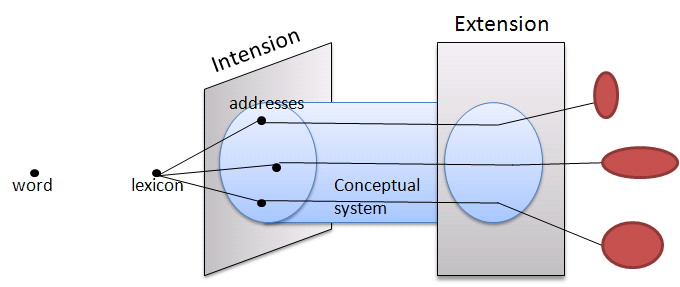 Extension
Intension
addresses
word
lexicon
Conceptual
system